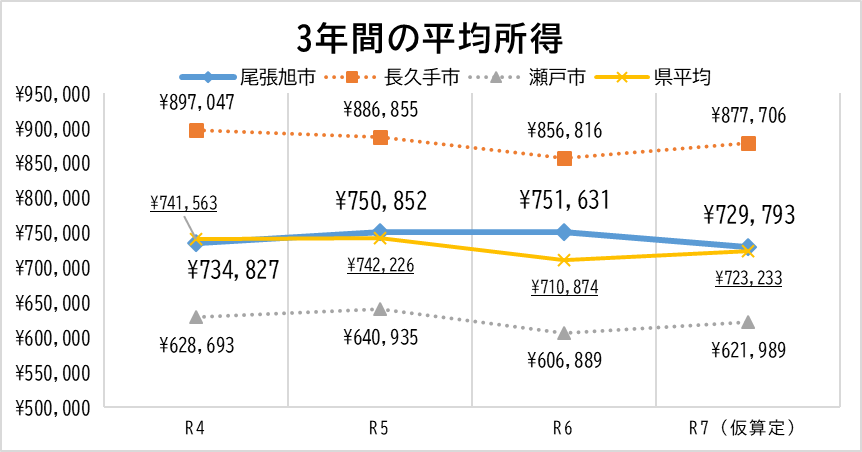 3年間の平均所得
尾張旭市 長久手市 瀬戸市 県平均
¥950,000
¥900,000
¥850,000
¥800,000
¥750,000
¥700,000
¥650,000
¥600,000
¥550,000
¥500,000
¥897,047 ¥886,855 ¥856,816 ¥877,706
¥741,563 ¥750,852 ¥751,631 ¥729,793
¥734,827 ¥742,226 ¥710,874 ¥723,233
¥628,693 ¥640,935 ¥606,889 ¥621,989
R4 R5 R6 R7（仮算定）